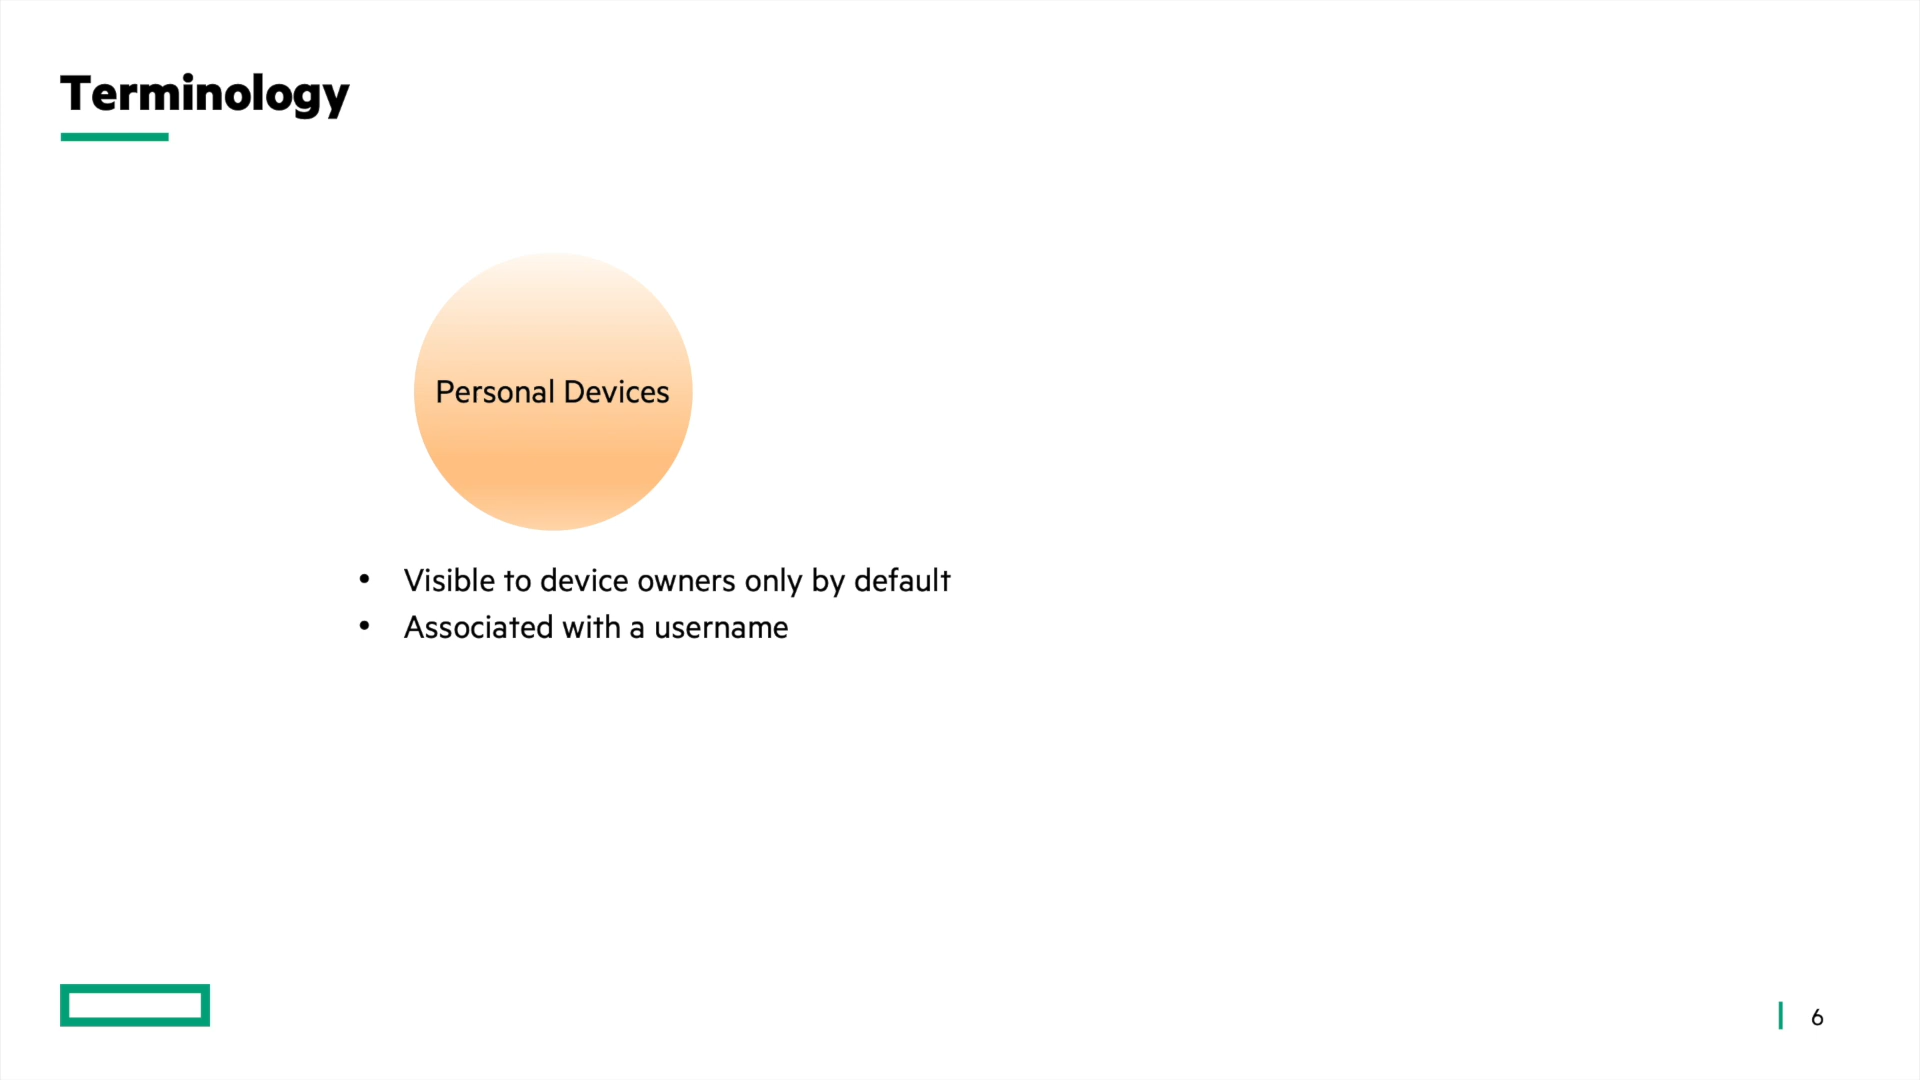 Terminology
Personal Devices
• Visible to device owners only by default
• Associated with a username
6